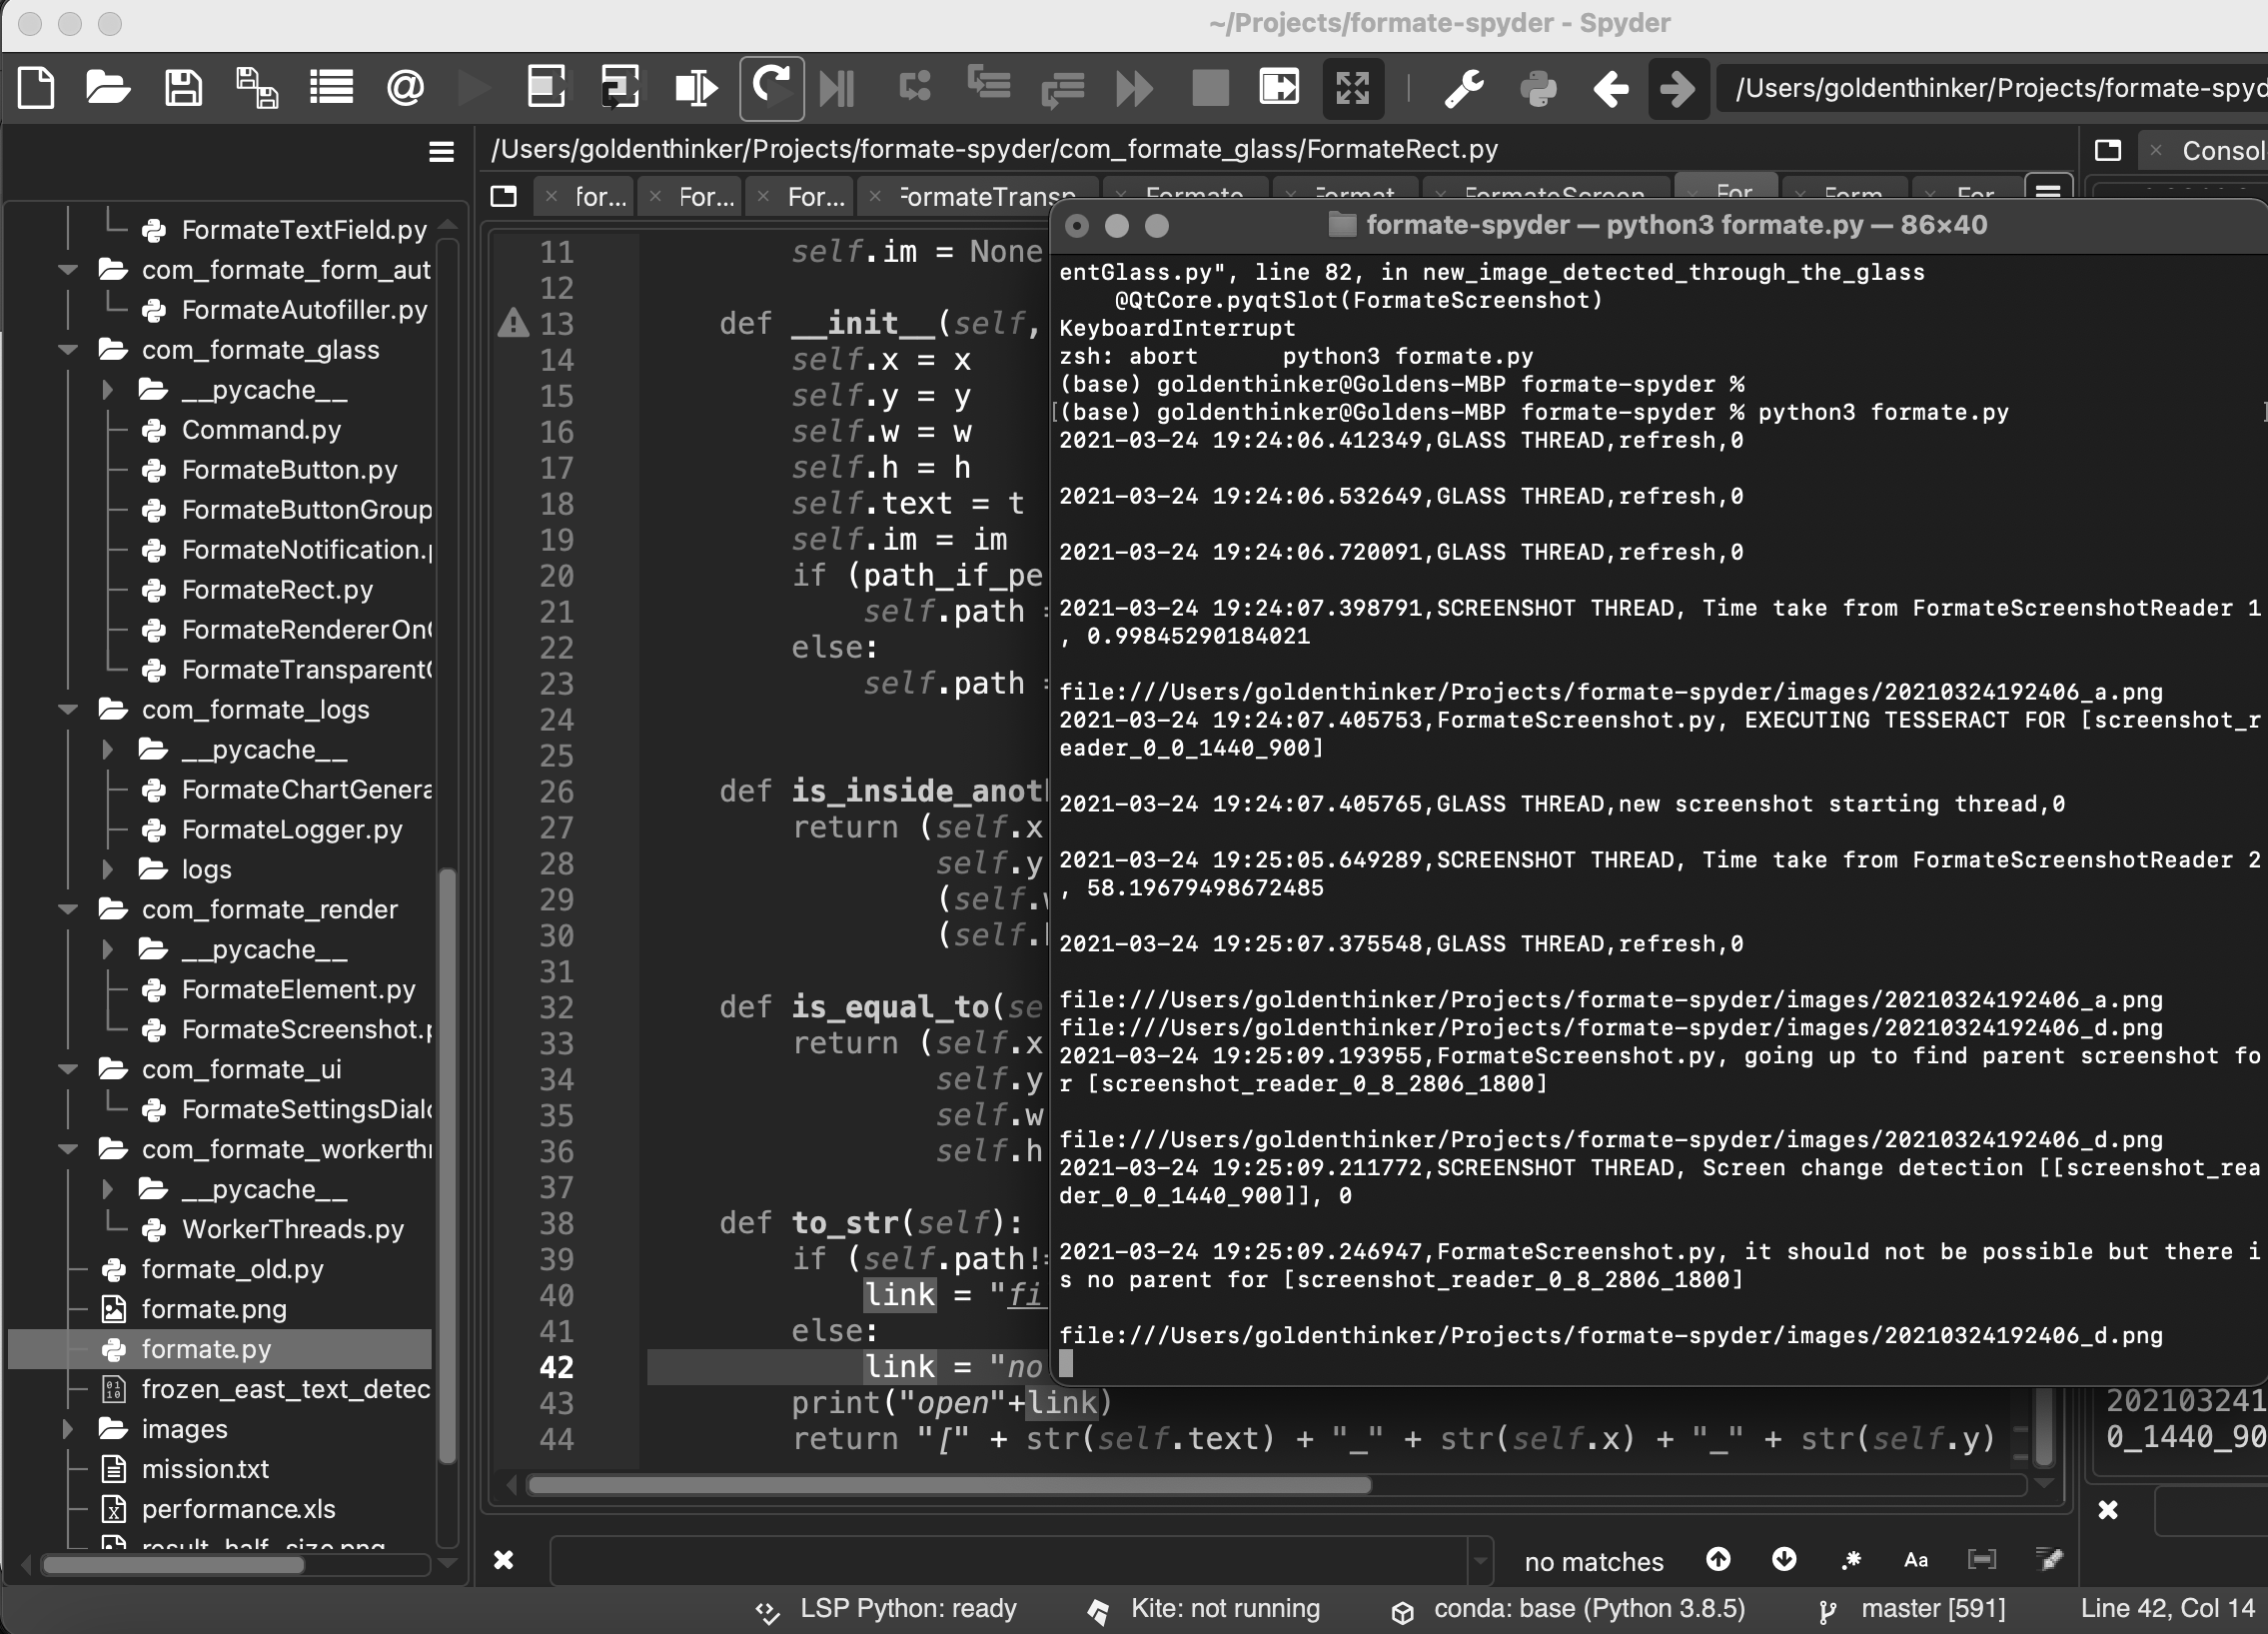 ~/Projects/formate-spyder - Spyder
/Users/goldenthinker/Projects/formate-spyd
/Users/goldenthinker/Projects/formate-spyder/com_formate_glass/FormateRect.py
for...
For...
For...
FormateTransp
Formate
Format
FormateScreen
For
Form
For
Consol
FormateTextField.py
com_formate_form_aut
FormateAutofiller.py
com_formate_glass
__pycache__
Command.py
FormateButton.py
FormateButtonGroup
FormateNotification.p
FormateRect.py
FormateRendererOn
FormateTransparent
com_formate_logs
__pycache__
FormateChartGenera
FormateLogger.py
logs
com_formate_render
__pycache__
FormateElement.py
FormateScreenshot.p
com_formate_ui
FormateSettingsDial
com_formate_workerth
__pycache__
WorkerThreads.py
formate_old.py
formate.png
formate.py
frozen_east_text_detec
images
mission.txt
performance.xls
result_half_size.png
11 self.im = None
12
13 def __init__(self,
14 self.x = x
15 self.y = y
16 self.w = w
17 self.h = h
18 self.text = t
19 self.im = im
20 if (path_if_pe
21 self.path =
22 else:
23 self.path =
24
25
26 def is_inside_anot
27 return (self.x
28 self.y
29 (self.w
30 (self.
31
32 def is_equal_to(se
33 return (self.x
34 self.y
35 self.w
36 self.h
37
38 def to_str(self):
39 if (self.path!=
40 link = "fi
41 else:
42 link = "no
43 print("open"+link)
44 return "[" + str(self.text) + "_" + str(self.x) + "_" + str(self.y)
formate-spyder — python3 formate.py — 86×40
entGlass.py", line 82, in new_image_detected_through_the_glass
@QtCore.pyqtSlot(FormateScreenshot)
KeyboardInterrupt
zsh: abort python3 formate.py
(base) goldenthinker@Goldens-MBP formate-spyder %
[(base) goldenthinker@Goldens-MBP formate-spyder % python3 formate.py ]
2021-03-24 19:24:06.412349,GLASS THREAD,refresh,0
2021-03-24 19:24:06.532649,GLASS THREAD,refresh,0
2021-03-24 19:24:06.720091,GLASS THREAD,refresh,0
2021-03-24 19:24:07.398791,SCREENSHOT THREAD, Time take from FormateScreenshotReader 1
, 0.99845290184021
file:///Users/goldenthinker/Projects/formate-spyder/images/20210324192406_a.png
2021-03-24 19:24:07.405753,FormateScreenshot.py, EXECUTING TESSERACT FOR [screenshot_r
eader_0_0_1440_900]
2021-03-24 19:24:07.405765,GLASS THREAD,new screenshot starting thread,0
2021-03-24 19:25:05.649289,SCREENSHOT THREAD, Time take from FormateScreenshotReader 2
, 58.19679498672485
2021-03-24 19:25:07.375548,GLASS THREAD,refresh,0
file:///Users/goldenthinker/Projects/formate-spyder/images/20210324192406_a.png
file:///Users/goldenthinker/Projects/formate-spyder/images/20210324192406_d.png
2021-03-24 19:25:09.193955,FormateScreenshot.py, going up to find parent screenshot fo
r [screenshot_reader_0_8_2806_1800]
file:///Users/goldenthinker/Projects/formate-spyder/images/20210324192406_d.png
2021-03-24 19:25:09.211772,SCREENSHOT THREAD, Screen change detection [[screenshot_rea
der_0_0_1440_900]], 0
2021-03-24 19:25:09.246947,FormateScreenshot.py, it should not be possible but there i
s no parent for [screenshot_reader_0_8_2806_1800]
file:///Users/goldenthinker/Projects/formate-spyder/images/20210324192406_d.png
202103241
0_1440_90
no matches
.*
Aa
LSP Python: ready
Kite: not running
conda: base (Python 3.8.5)
master [591]
Line 42, Col 14